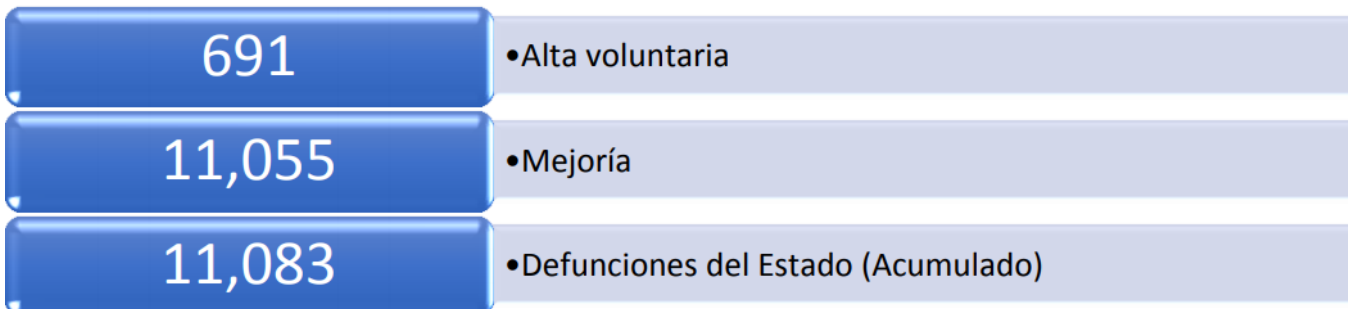 691
•Alta voluntaria
11,055
•Mejoría
11,083
•Defunciones del Estado (Acumulado)